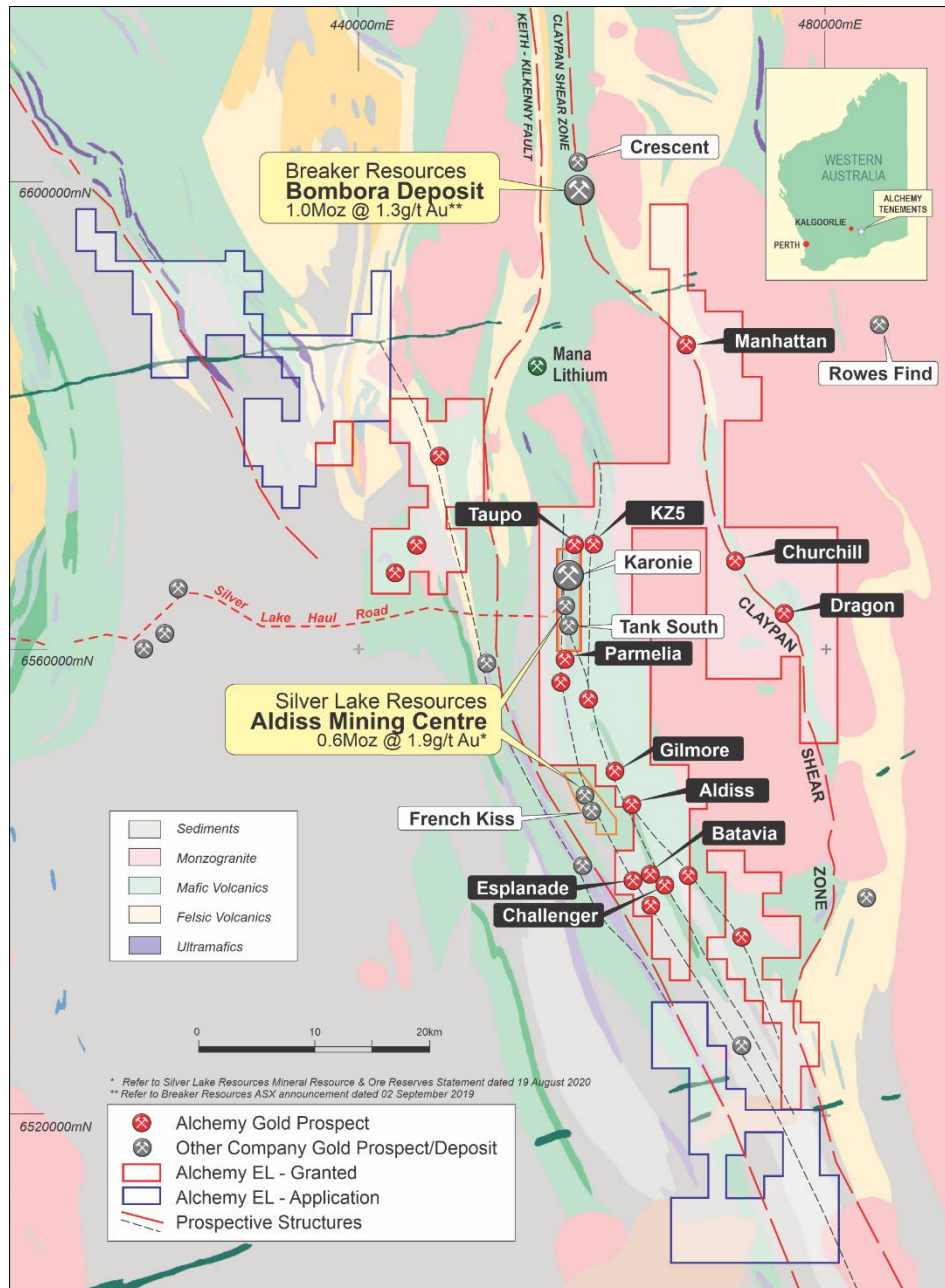 440000mE
480000mE
KEITH - KILKENNY FAULT
CLAYPAN SHEAR ZONE
Crescent
WESTERN
AUSTRALIA
KALGOORLIE
PERTH
ALCHEMY
TENEMENTS
Breaker Resources
Bombora Deposit
1.0Moz @ 1.3g/t Au**
6600000mN
Manhattan
Rowes Find
Mana
Lithium
Taupo
KZ5
Karonie
Churchill
Dragon
Silver Lake Haul Road
Tank South
CLAYPAN
SHEAR
ZONE
6560000mN
Parmelia
Silver Lake Resources
Aldiss Mining Centre
0.6Moz @ 1.9g/t Au*
Gilmore
Aldiss
French Kiss
Batavia
Esplanade
Challenger
Sediments
Monzogranite
Mafic Volcanics
Felsic Volcanics
Ultramafics
0
10
20km
* Refer to Silver Lake Resources Mineral Resource & Ore Reserves Statement dated 19 August 2020
** Refer to Breaker Resources ASX announcement dated 02 September 2019
6520000mN
Alchemy Gold Prospect
Other Company Gold Prospect/Deposit
Alchemy EL - Granted
Alchemy EL - Application
Prospective Structures